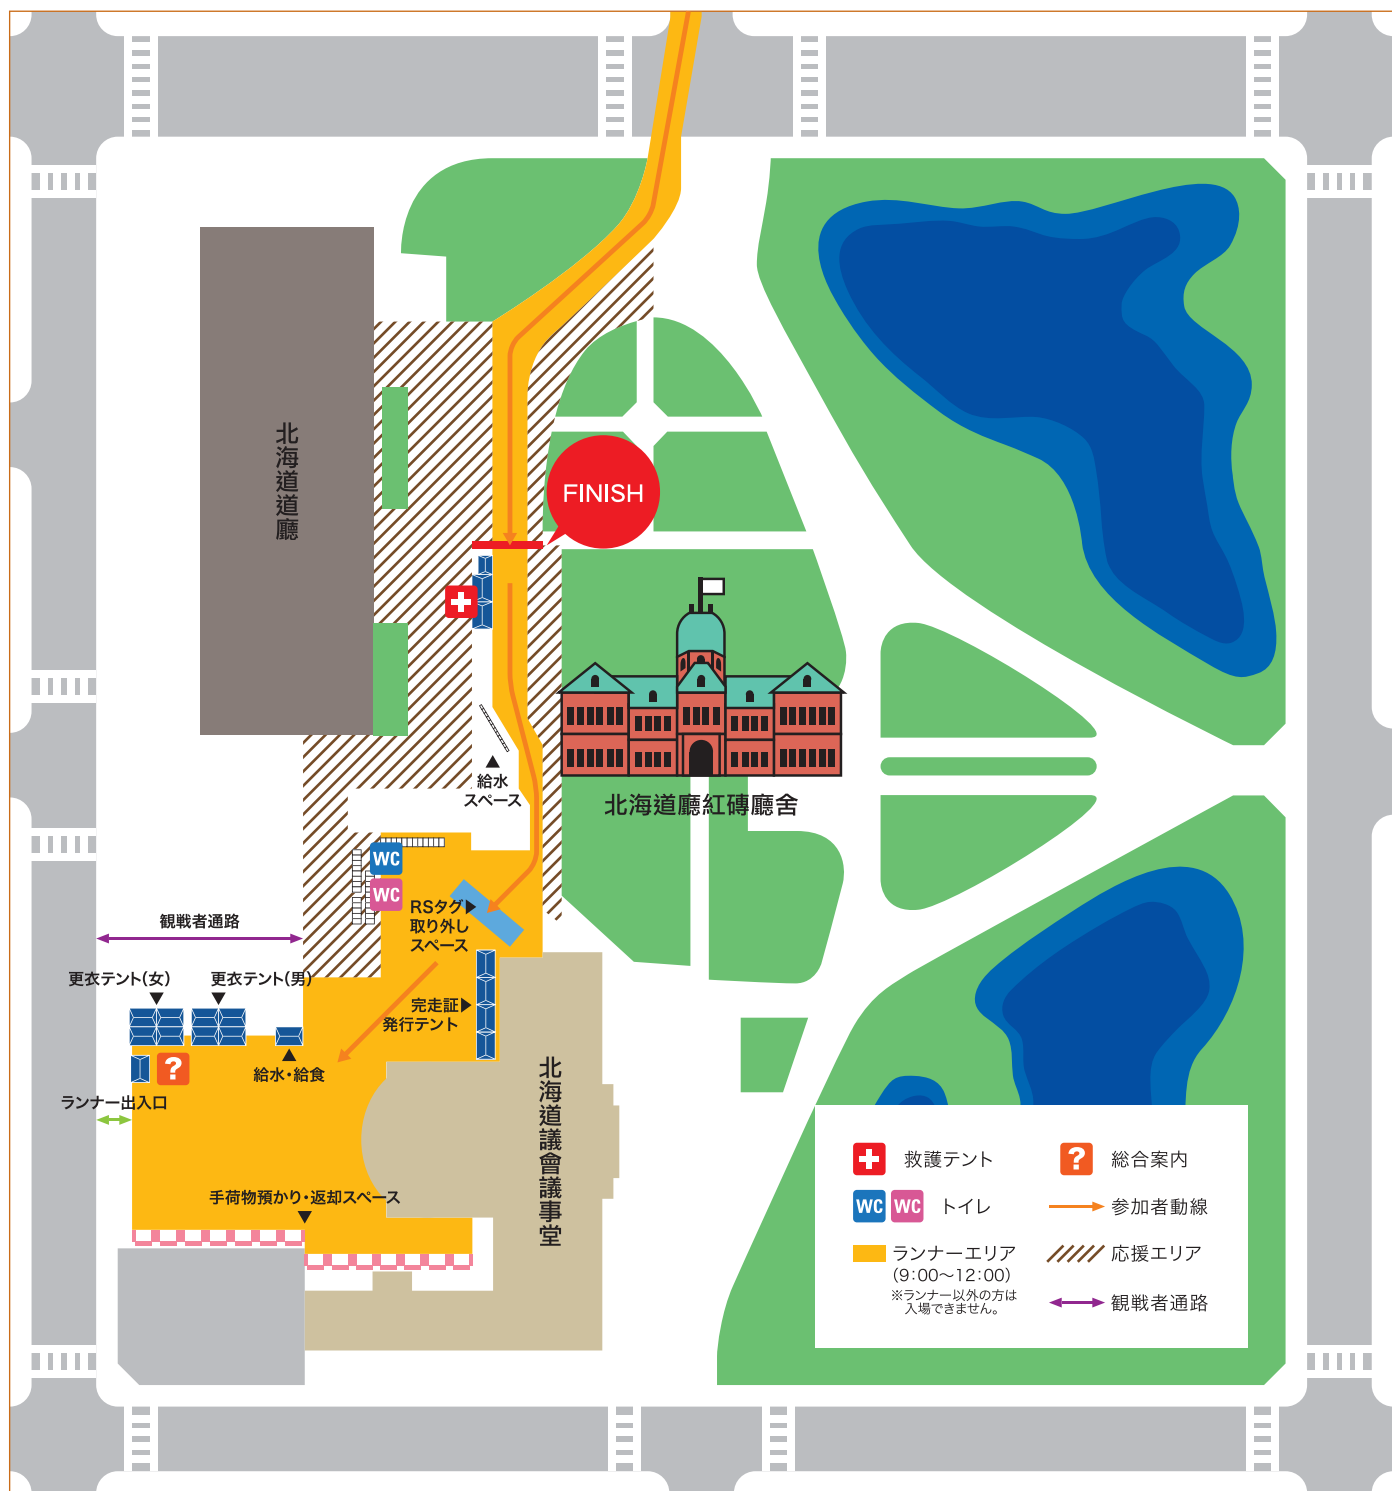 北海道道廳
FINISH
給水
スペース
北海道廳紅磚廳舍
WC
WC
RSタグ
取り外し
スペース
観戦者通路
更衣テント(女)
更衣テント(男)
完走証
発行テント
?
給水・給食
ランナー出入口
北海道議會議事堂
手荷物預かり・返却スペース
救護テント
? 総合案内
WC WC トイレ
参加者動線
ランナーエリア
(9:00〜12:00)
※ランナー以外の方は
入場できません。
応援エリア
観戦者通路